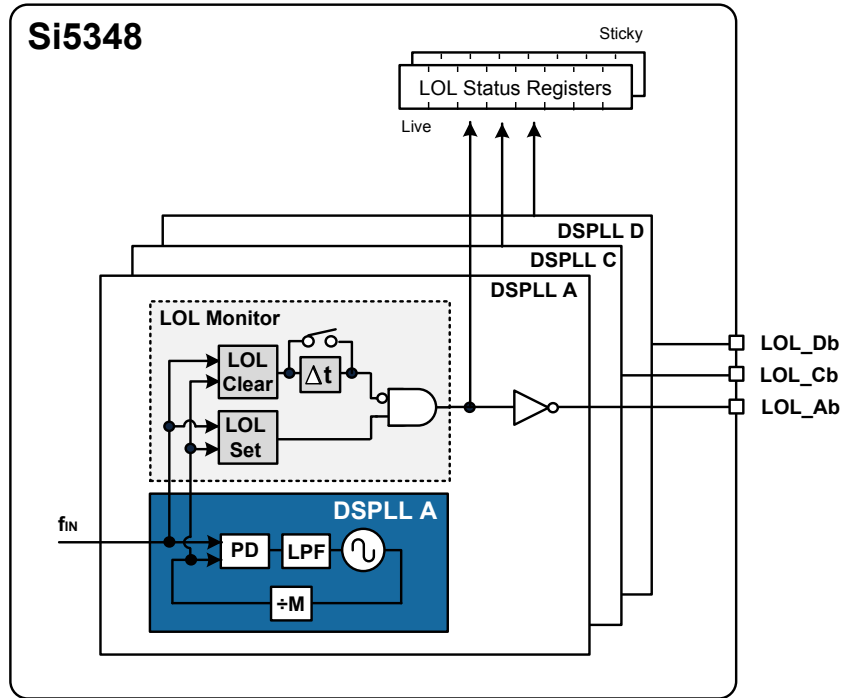 Si5348
Sticky
LOL Status Registers
Live
DSPLL D
DSPLL C
DSPLL A
LOL Monitor
LOL
Clear
Δt
LOL
Set
LOL_Db
LOL_Cb
LOL_Ab
DSPLL A
fIN
PD
LPF
÷M